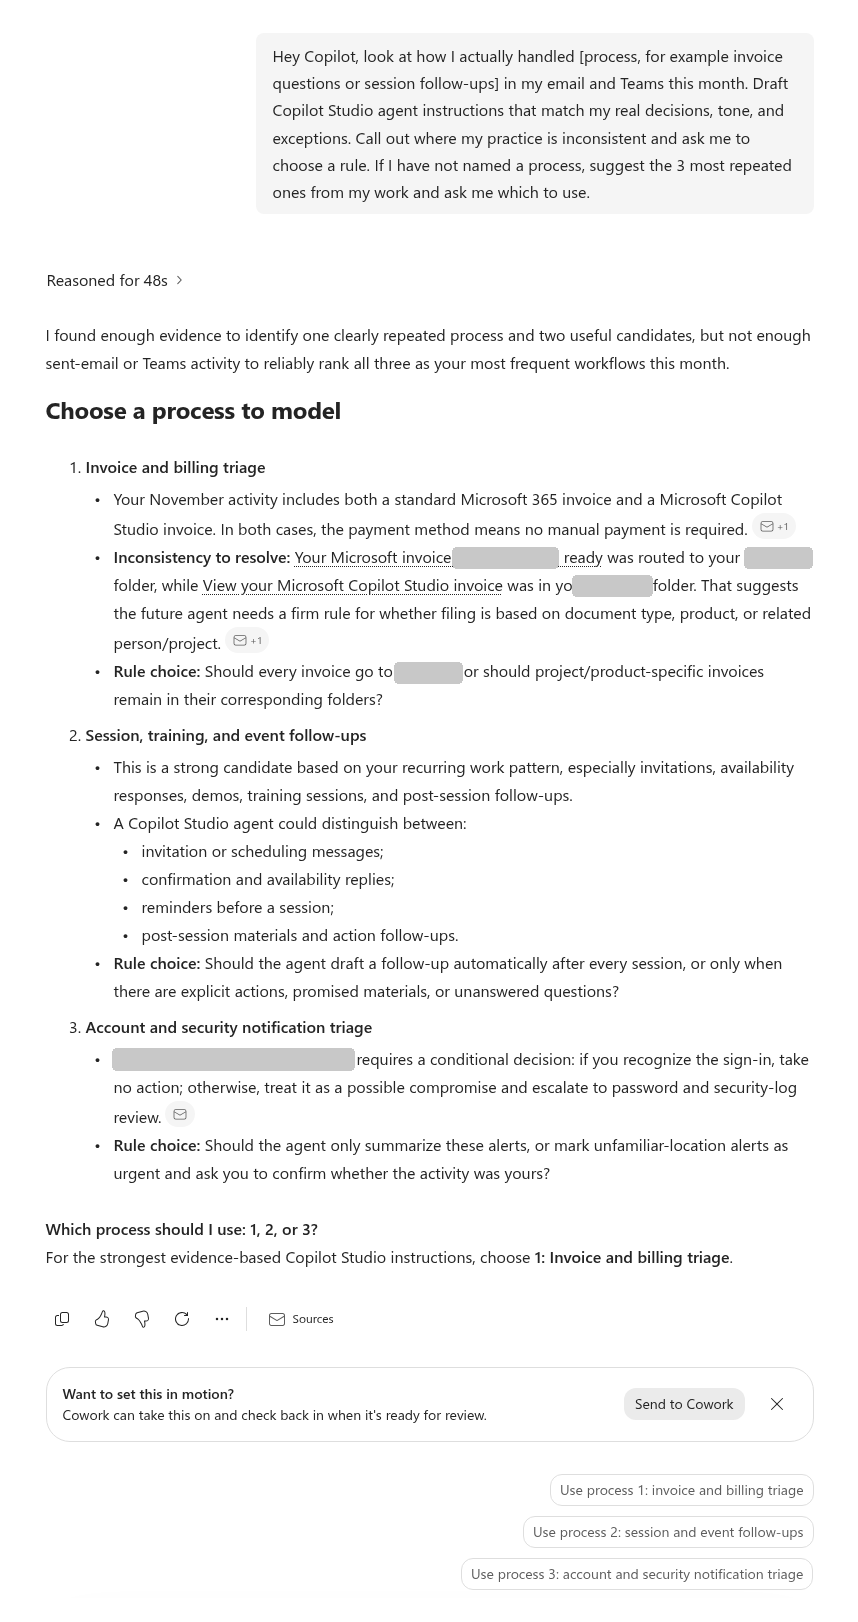 Hey Copilot, look at how I actually handled [process, for example invoice
questions or session follow-ups] in my email and Teams this month. Draft
Copilot Studio agent instructions that match my real decisions, tone, and
exceptions. Call out where my practice is inconsistent and ask me to
choose a rule. If I have not named a process, suggest the 3 most repeated
ones from my work and ask me which to use.
Reasoned for 48s
I found enough evidence to identify one clearly repeated process and two useful candidates, but not enough
sent-email or Teams activity to reliably rank all three as your most frequent workflows this month.
Choose a process to model
1. Invoice and billing triage
• Your November activity includes both a standard Microsoft 365 invoice and a Microsoft Copilot
Studio invoice. In both cases, the payment method means no manual payment is required. +1
• Inconsistency to resolve: Your Microsoft invoice ready was routed to your
folder, while View your Microsoft Copilot Studio invoice was in yo folder. That suggests
the future agent needs a firm rule for whether filing is based on document type, product, or related
person/project. +1
• Rule choice: Should every invoice go to or should project/product-specific invoices
remain in their corresponding folders?
2. Session, training, and event follow-ups
• This is a strong candidate based on your recurring work pattern, especially invitations, availability
responses, demos, training sessions, and post-session follow-ups.
• A Copilot Studio agent could distinguish between:
• invitation or scheduling messages;
• confirmation and availability replies;
• reminders before a session;
• post-session materials and action follow-ups.
• Rule choice: Should the agent draft a follow-up automatically after every session, or only when
there are explicit actions, promised materials, or unanswered questions?
3. Account and security notification triage
• requires a conditional decision: if you recognize the sign-in, take
no action; otherwise, treat it as a possible compromise and escalate to password and security-log
review.
• Rule choice: Should the agent only summarize these alerts, or mark unfamiliar-location alerts as
urgent and ask you to confirm whether the activity was yours?
Which process should I use: 1, 2, or 3?
For the strongest evidence-based Copilot Studio instructions, choose 1: Invoice and billing triage.
Sources
Want to set this in motion?
Cowork can take this on and check back in when it's ready for review.
Send to Cowork
Use process 1: invoice and billing triage
Use process 2: session and event follow-ups
Use process 3: account and security notification triage